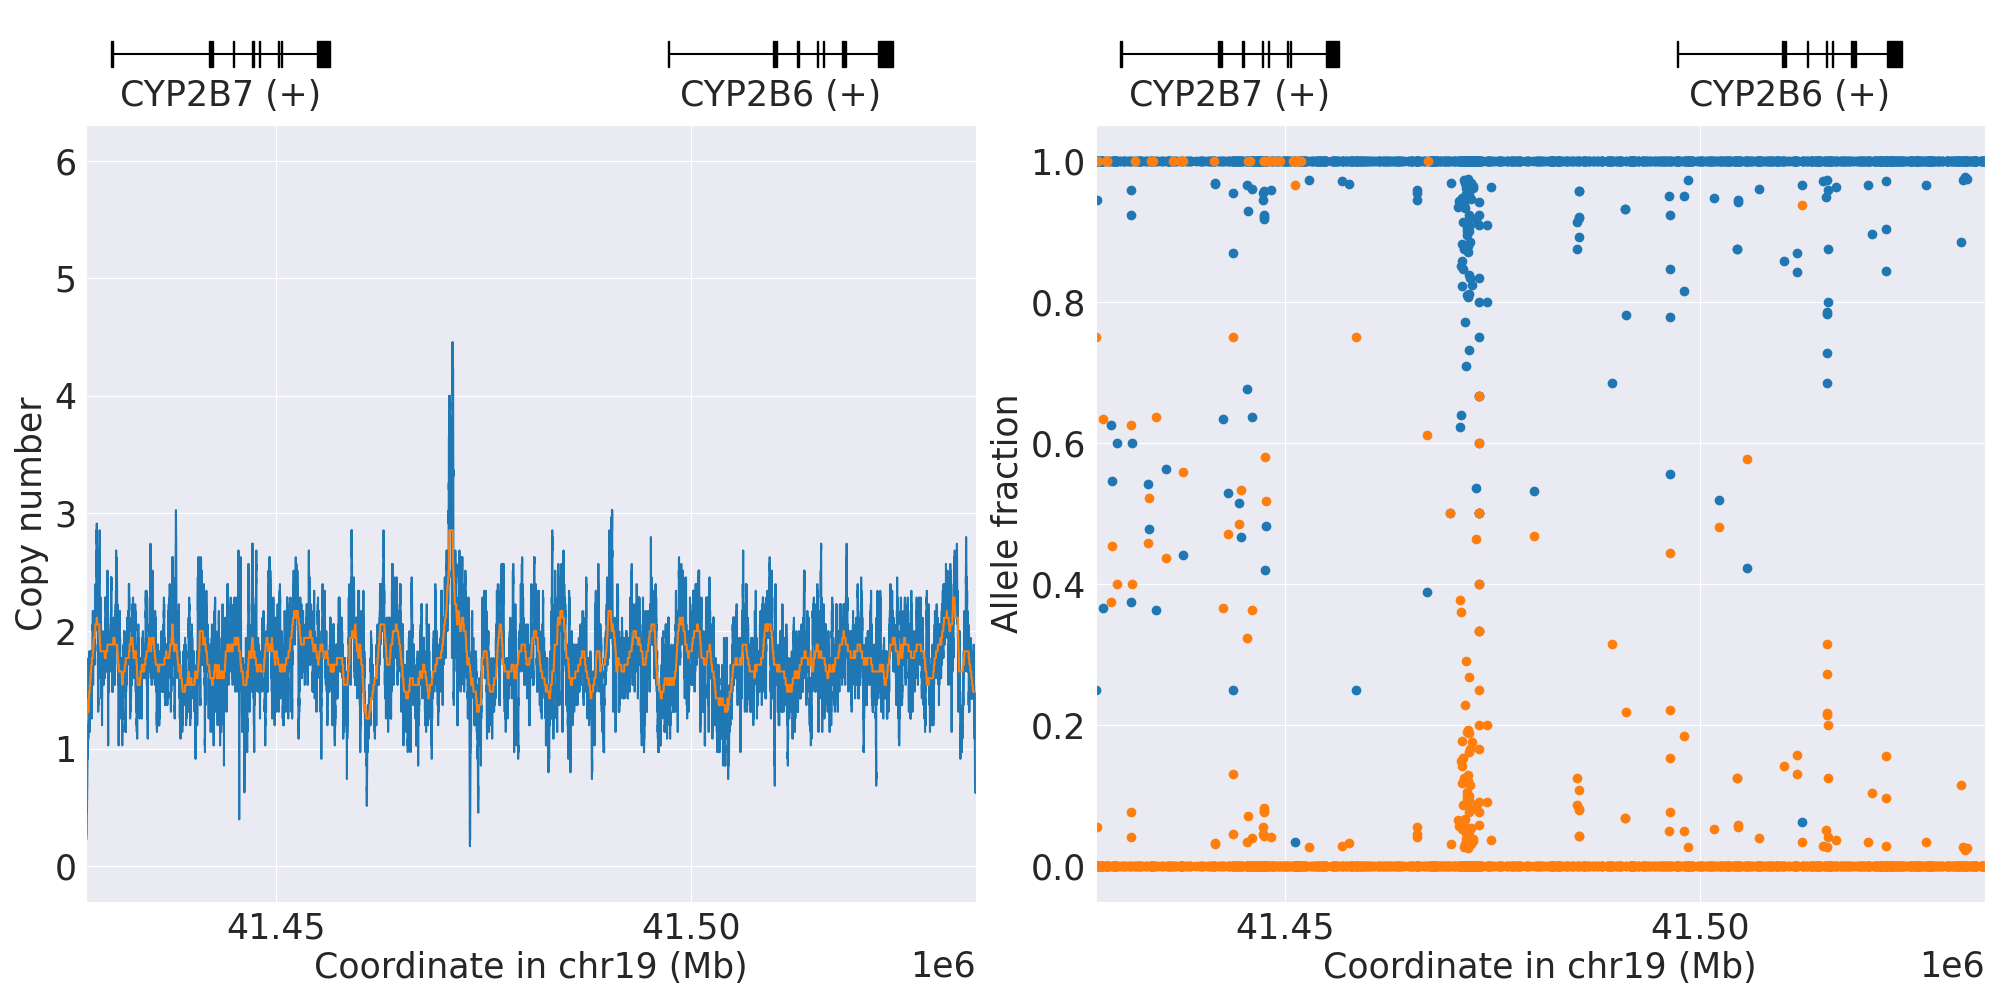 CYP2B7 (+)
CYP2B6 (+)
6
5
4
3
2
1
0
Copy number
41.45
41.50
Coordinate in chr19 (Mb)
1e6
CYP2B7 (+)
CYP2B6 (+)
1.0
0.8
0.6
0.4
0.2
0.0
Allele fraction
41.45
41.50
Coordinate in chr19 (Mb)
1e6